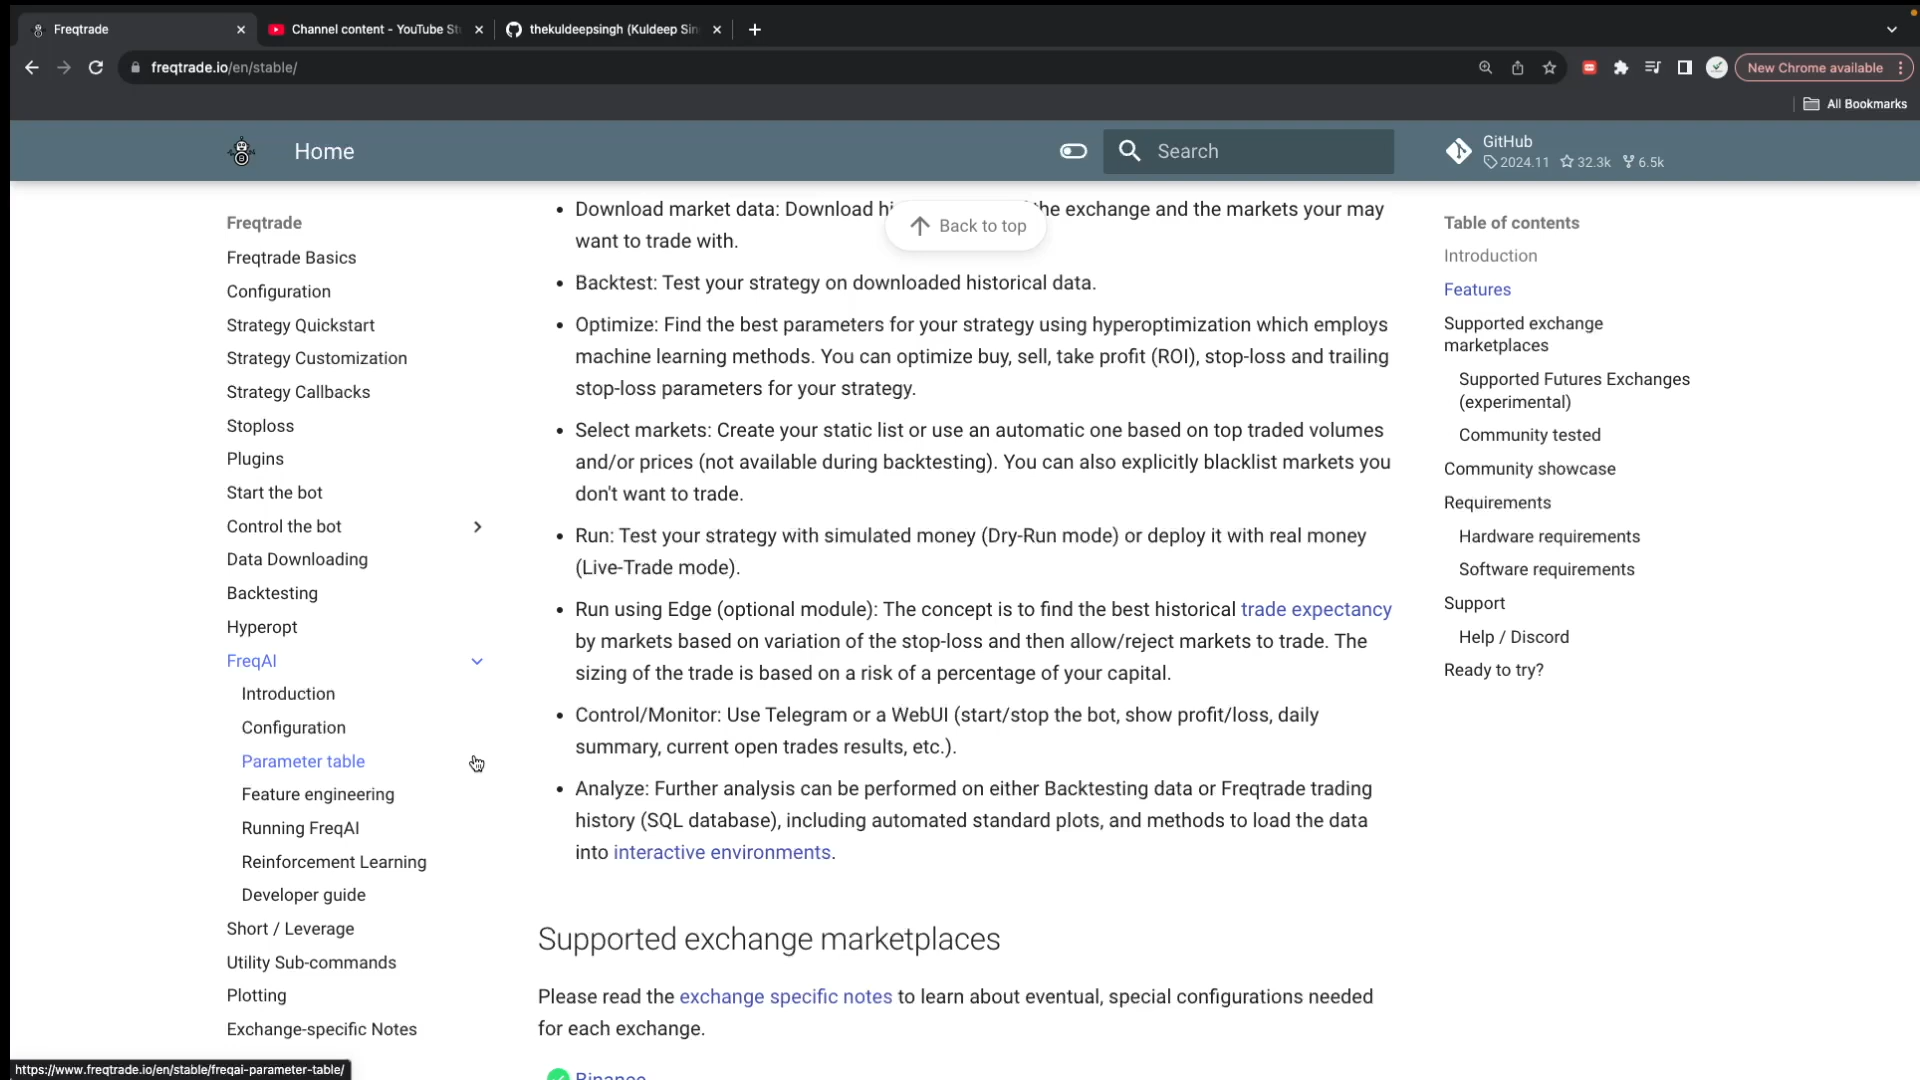 Freqtrade
Channel content - YouTube St
thekuldeepsingh (Kuldeep Sin
freqtrade.io/en/stable/
New Chrome available
All Bookmarks
Home
Search
GitHub
2024.11 32.3k 6.5k
Freqtrade
Freqtrade Basics
Configuration
Strategy Quickstart
Strategy Customization
Strategy Callbacks
Stoploss
Plugins
Start the bot
Control the bot
Data Downloading
Backtesting
Hyperopt
FreqAI
Introduction
Configuration
Parameter table
Feature engineering
Running FreqAI
Reinforcement Learning
Developer guide
Short / Leverage
Utility Sub-commands
Plotting
Exchange-specific Notes
https://www.freqtrade.io/en/stable/freqai-parameter-table/
Back to top
• Download market data: Download hi the exchange and the markets your may
want to trade with.
• Backtest: Test your strategy on downloaded historical data.
• Optimize: Find the best parameters for your strategy using hyperoptimization which employs
machine learning methods. You can optimize buy, sell, take profit (ROI), stop-loss and trailing
stop-loss parameters for your strategy.
• Select markets: Create your static list or use an automatic one based on top traded volumes
and/or prices (not available during backtesting). You can also explicitly blacklist markets you
don't want to trade.
• Run: Test your strategy with simulated money (Dry-Run mode) or deploy it with real money
(Live-Trade mode).
• Run using Edge (optional module): The concept is to find the best historical trade expectancy
by markets based on variation of the stop-loss and then allow/reject markets to trade. The
sizing of the trade is based on a risk of a percentage of your capital.
• Control/Monitor: Use Telegram or a WebUI (start/stop the bot, show profit/loss, daily
summary, current open trades results, etc.).
• Analyze: Further analysis can be performed on either Backtesting data or Freqtrade trading
history (SQL database), including automated standard plots, and methods to load the data
into interactive environments.
Supported exchange marketplaces
Please read the exchange specific notes to learn about eventual, special configurations needed
for each exchange.
Binance
Table of contents
Introduction
Features
Supported exchange
marketplaces
Supported Futures Exchanges
(experimental)
Community tested
Community showcase
Requirements
Hardware requirements
Software requirements
Support
Help / Discord
Ready to try?